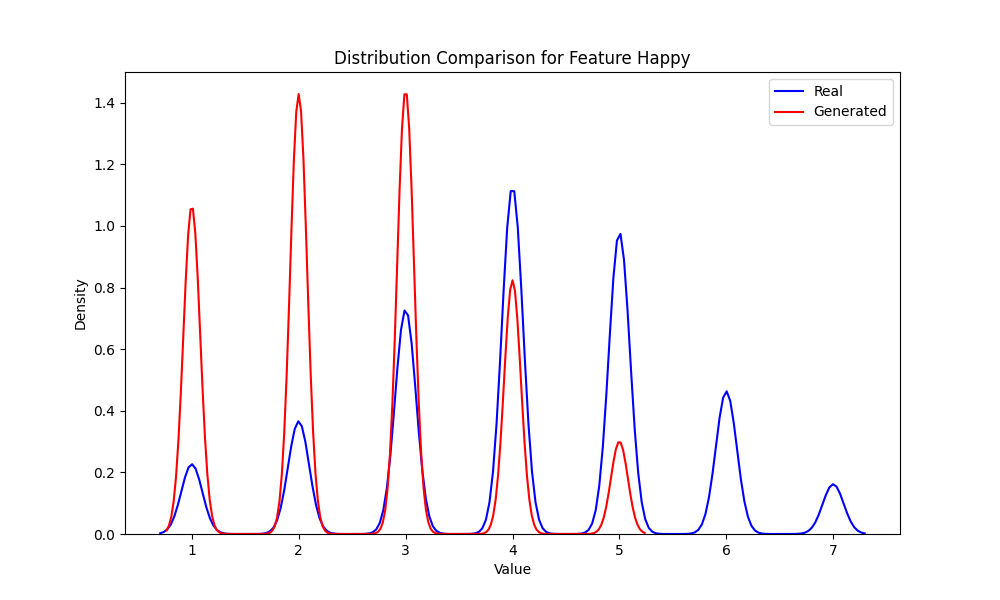 Distribution Comparison for Feature Happy
Real
Generated
Density
1.4
1.2
1.0
0.8
0.6
0.4
0.2
0.0
1 2 3 4 5 6 7
Value